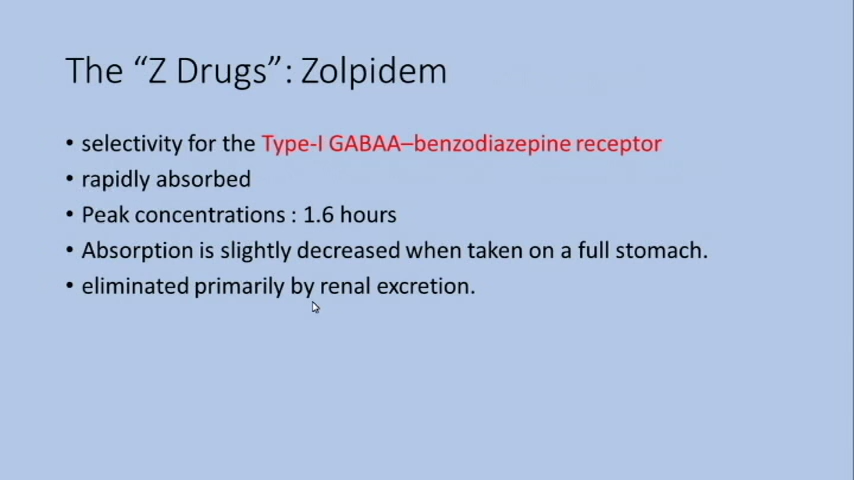 The “Z Drugs”: Zolpidem
• selectivity for the Type-I GABAA–benzodiazepine receptor
• rapidly absorbed
• Peak concentrations : 1.6 hours
• Absorption is slightly decreased when taken on a full stomach.
• eliminated primarily by renal excretion.